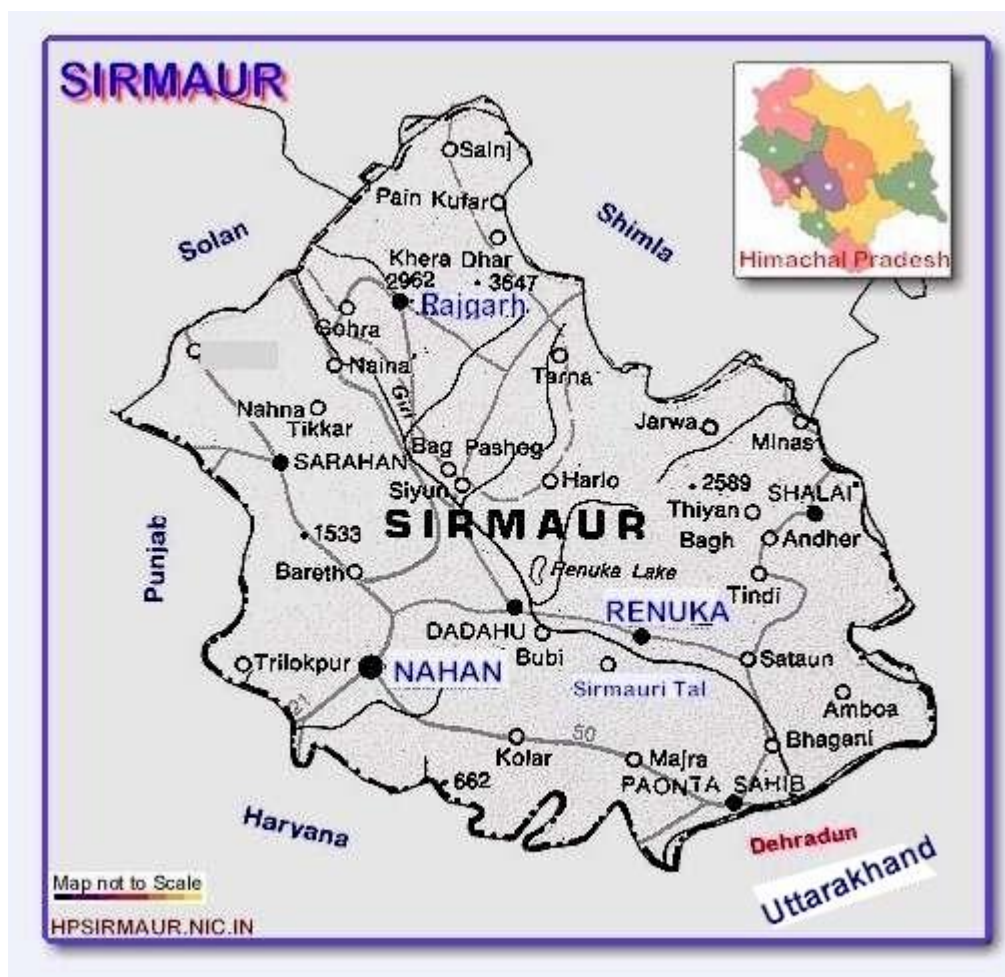 SIRMAUR
Sainj
Pain Kufar
Solan
Shimla
Himachal Pradesh
Khera Dhar
2962
3647
Rajgarh
Gohra
Naina
Tarna
Giri
Nahna
Tikkar
Jarwa
Minas
Bag
Pashog
SARAHAN
Siyun
Harlo
2589
SHALAI
Thiyan
SIRMAUR
1533
Bagh
Andher
Punjab
Bareth
Renuka Lake
Tindi
RENUKA
DADAHU
Bubi
Sataun
Trilokpur
NAHAN
Sirmauri Tal
Amboa
21
50
Kolar
Bhagani
Majra
662
PAONTA SAHIB
Haryana
Dehradun
Uttarakhand
Map not to Scale
HPSIRMAUR.NIC.IN